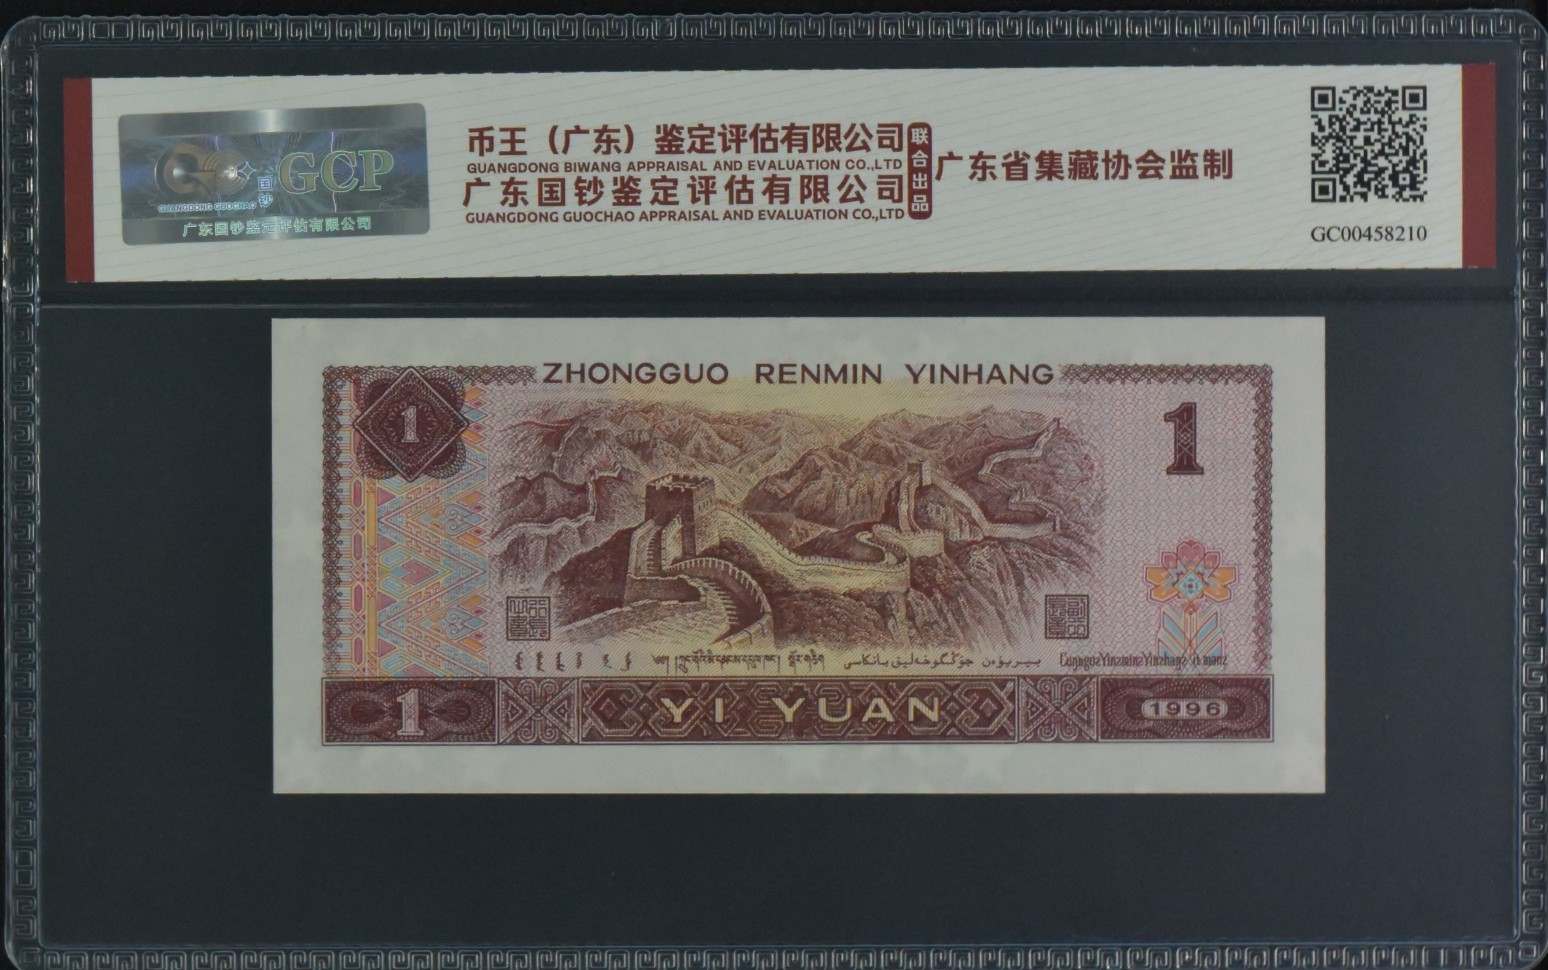 GCP
国钞
GUANGDONG GUOCHAO
广东国钞鉴定评估有限公司
币王（广东）鉴定评估有限公司
GUANGDONG BIWANG APPRAISAL AND EVALUATION CO.,LTD
广东国钞鉴定评估有限公司
GUANGDONG GUOCHAO APPRAISAL AND EVALUATION CO.,LTD
联合出品
广东省集藏协会监制
GC00458210
ZHONGGUO RENMIN YINHANG
1
1
1
YI YUAN
1996